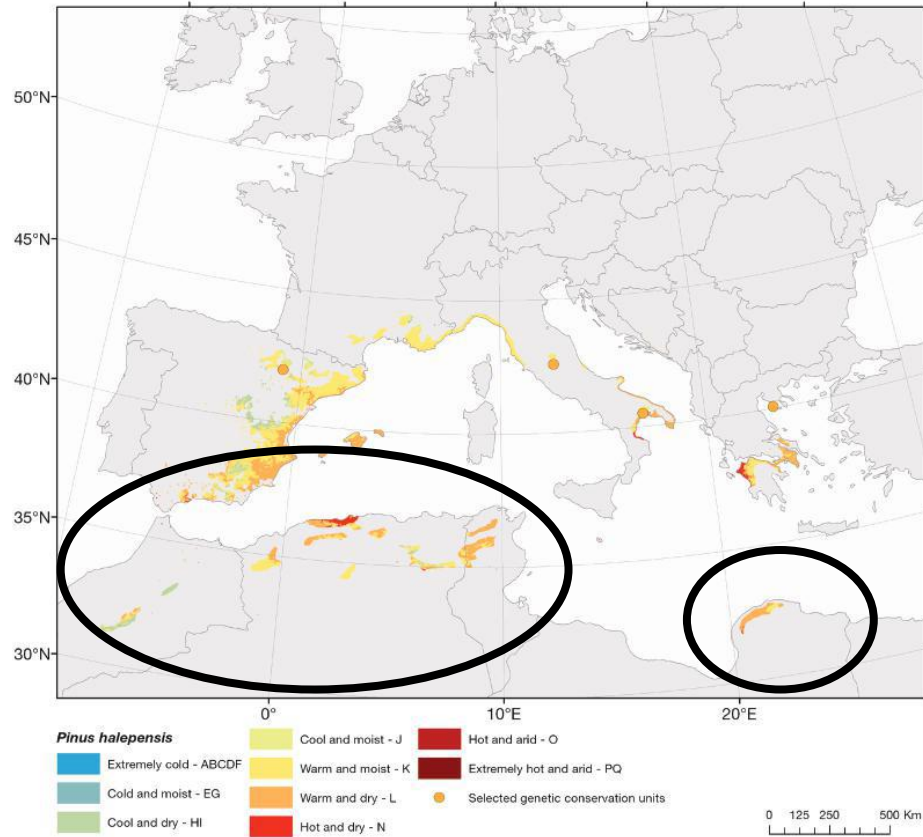 50°N
45°N
40°N
35°N
30°N
0°
10°E
20°E
Pinus halepensis
Extremely cold - ABCDF
Cold and moist - EG
Cool and dry - HI
Cool and moist - J
Warm and moist - K
Warm and dry - L
Hot and dry - N
Hot and arid - O
Extremely hot and arid - PQ
Selected genetic conservation units
0 125 250 500 Km